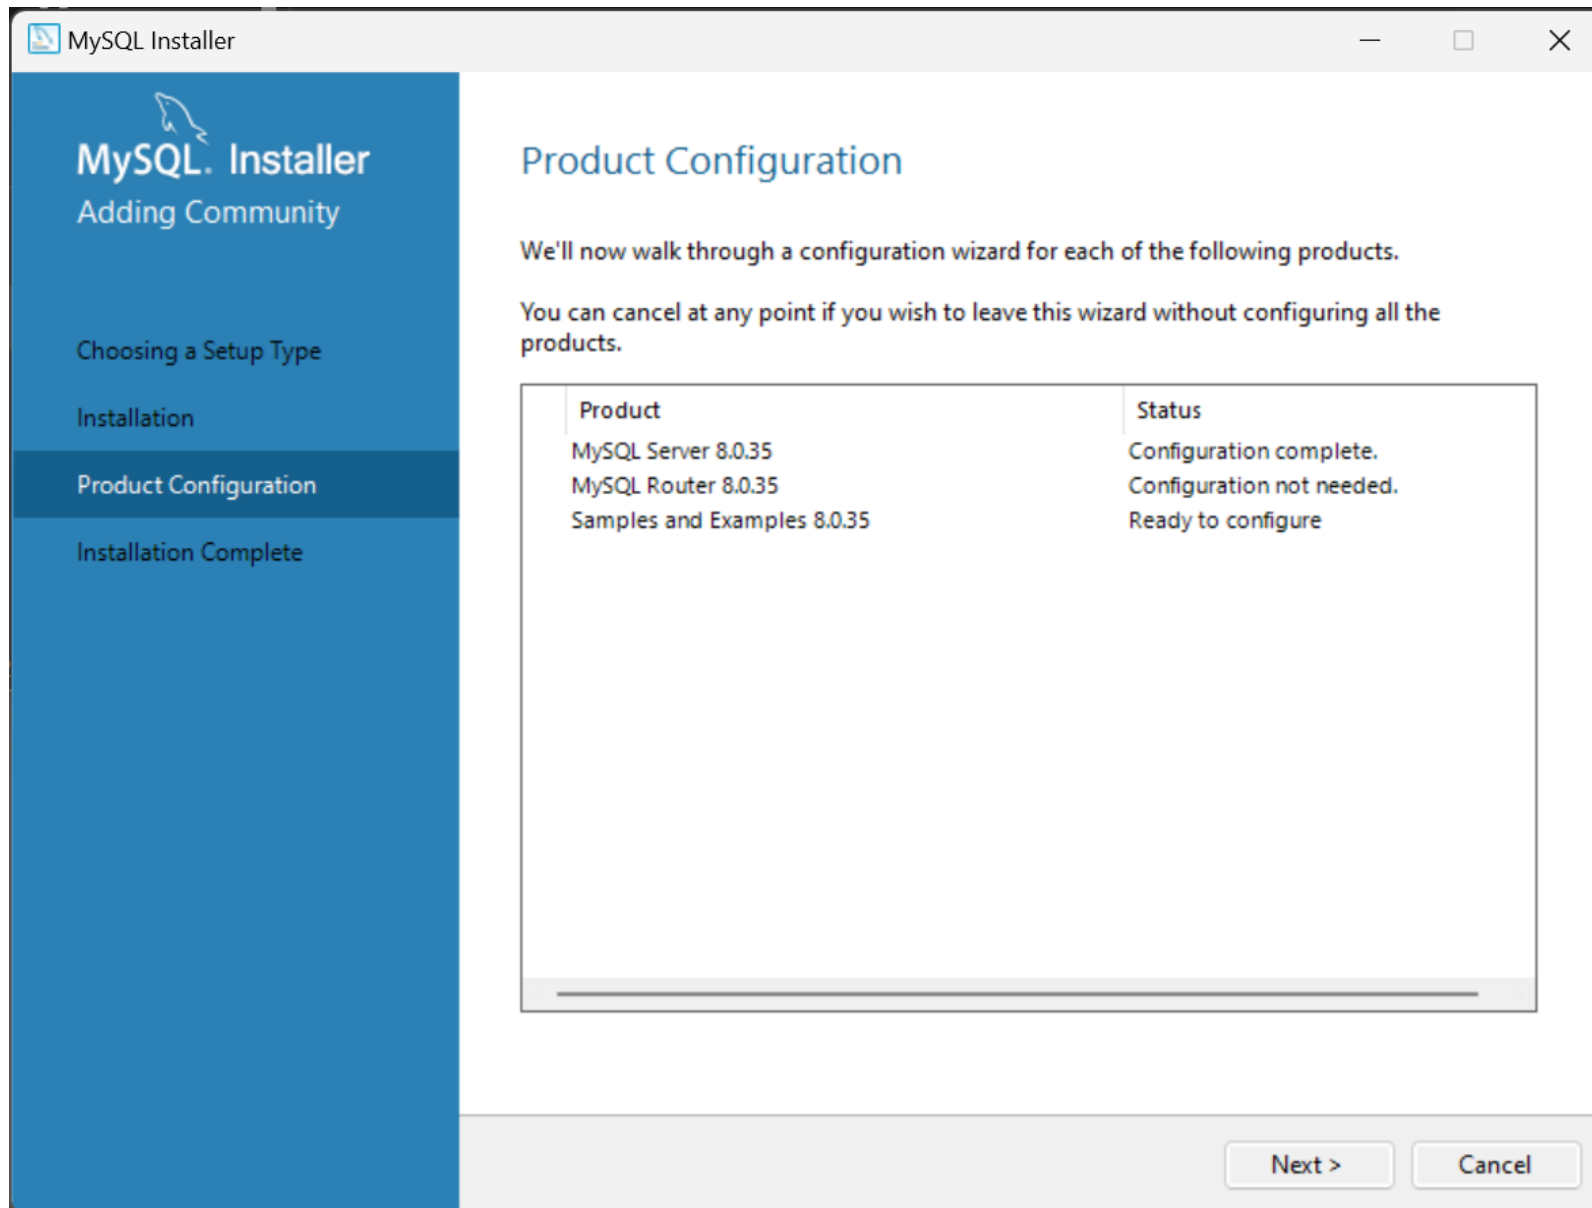 MySQL Installer
MySQL. Installer
Adding Community
Choosing a Setup Type
Installation
Product Configuration
Installation Complete
Product Configuration
We'll now walk through a configuration wizard for each of the following products.
You can cancel at any point if you wish to leave this wizard without configuring all the
products.
Product Status
MySQL Server 8.0.35 Configuration complete.
MySQL Router 8.0.35 Configuration not needed.
Samples and Examples 8.0.35 Ready to configure
Next > Cancel